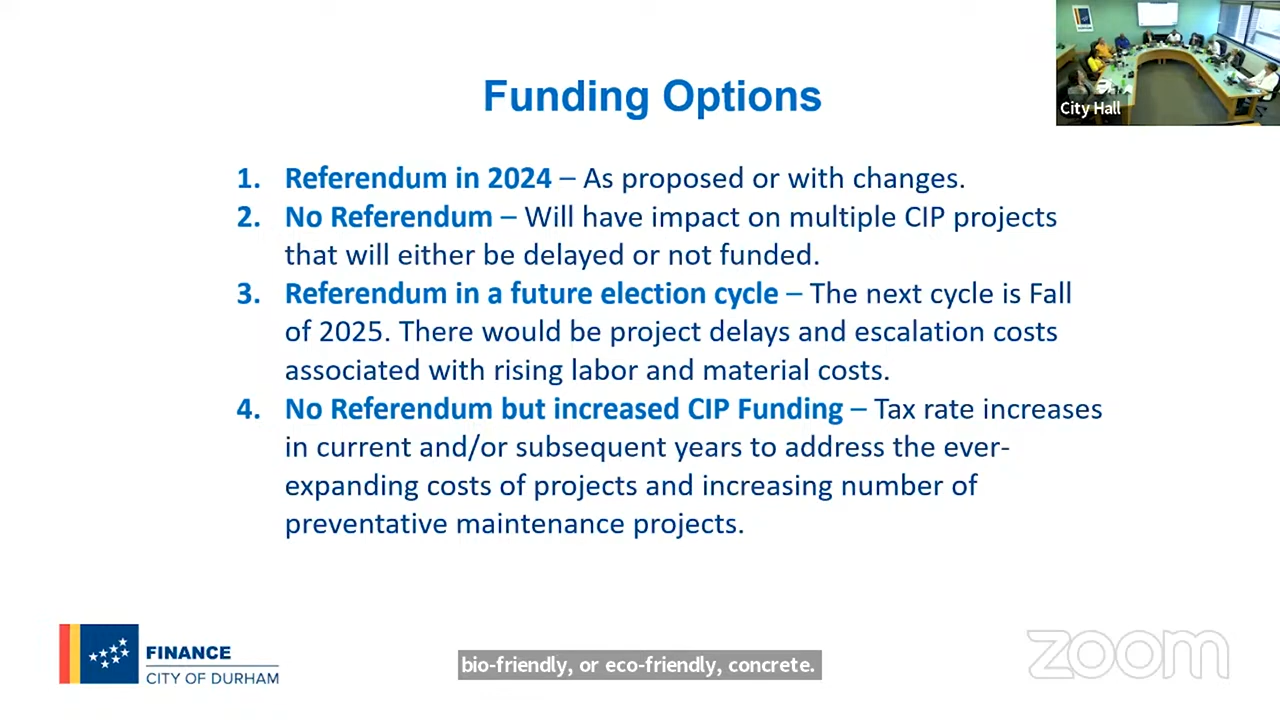 Funding Options
City Hall
1. Referendum in 2024 – As proposed or with changes.
2. No Referendum – Will have impact on multiple CIP projects
that will either be delayed or not funded.
3. Referendum in a future election cycle – The next cycle is Fall
of 2025. There would be project delays and escalation costs
associated with rising labor and material costs.
4. No Referendum but increased CIP Funding – Tax rate increases
in current and/or subsequent years to address the ever-
expanding costs of projects and increasing number of
preventative maintenance projects.
FINANCE
CITY OF DURHAM
bio-friendly, or eco-friendly, concrete.
zoom